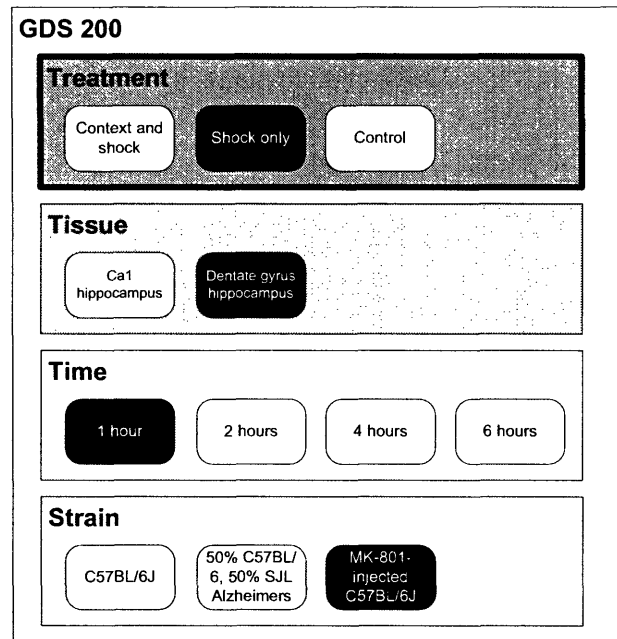 GDS 200
Treatment
Context and
shock
Shock only
Control
Tissue
Ca1
hippocampus
Dentate gyrus
hippocampus
Time
1 hour
2 hours
4 hours
6 hours
Strain
C57BL/6J
50% C57BL/
6, 50% SJL
Alzheimers
MK-801-
injected
C57BL/6J